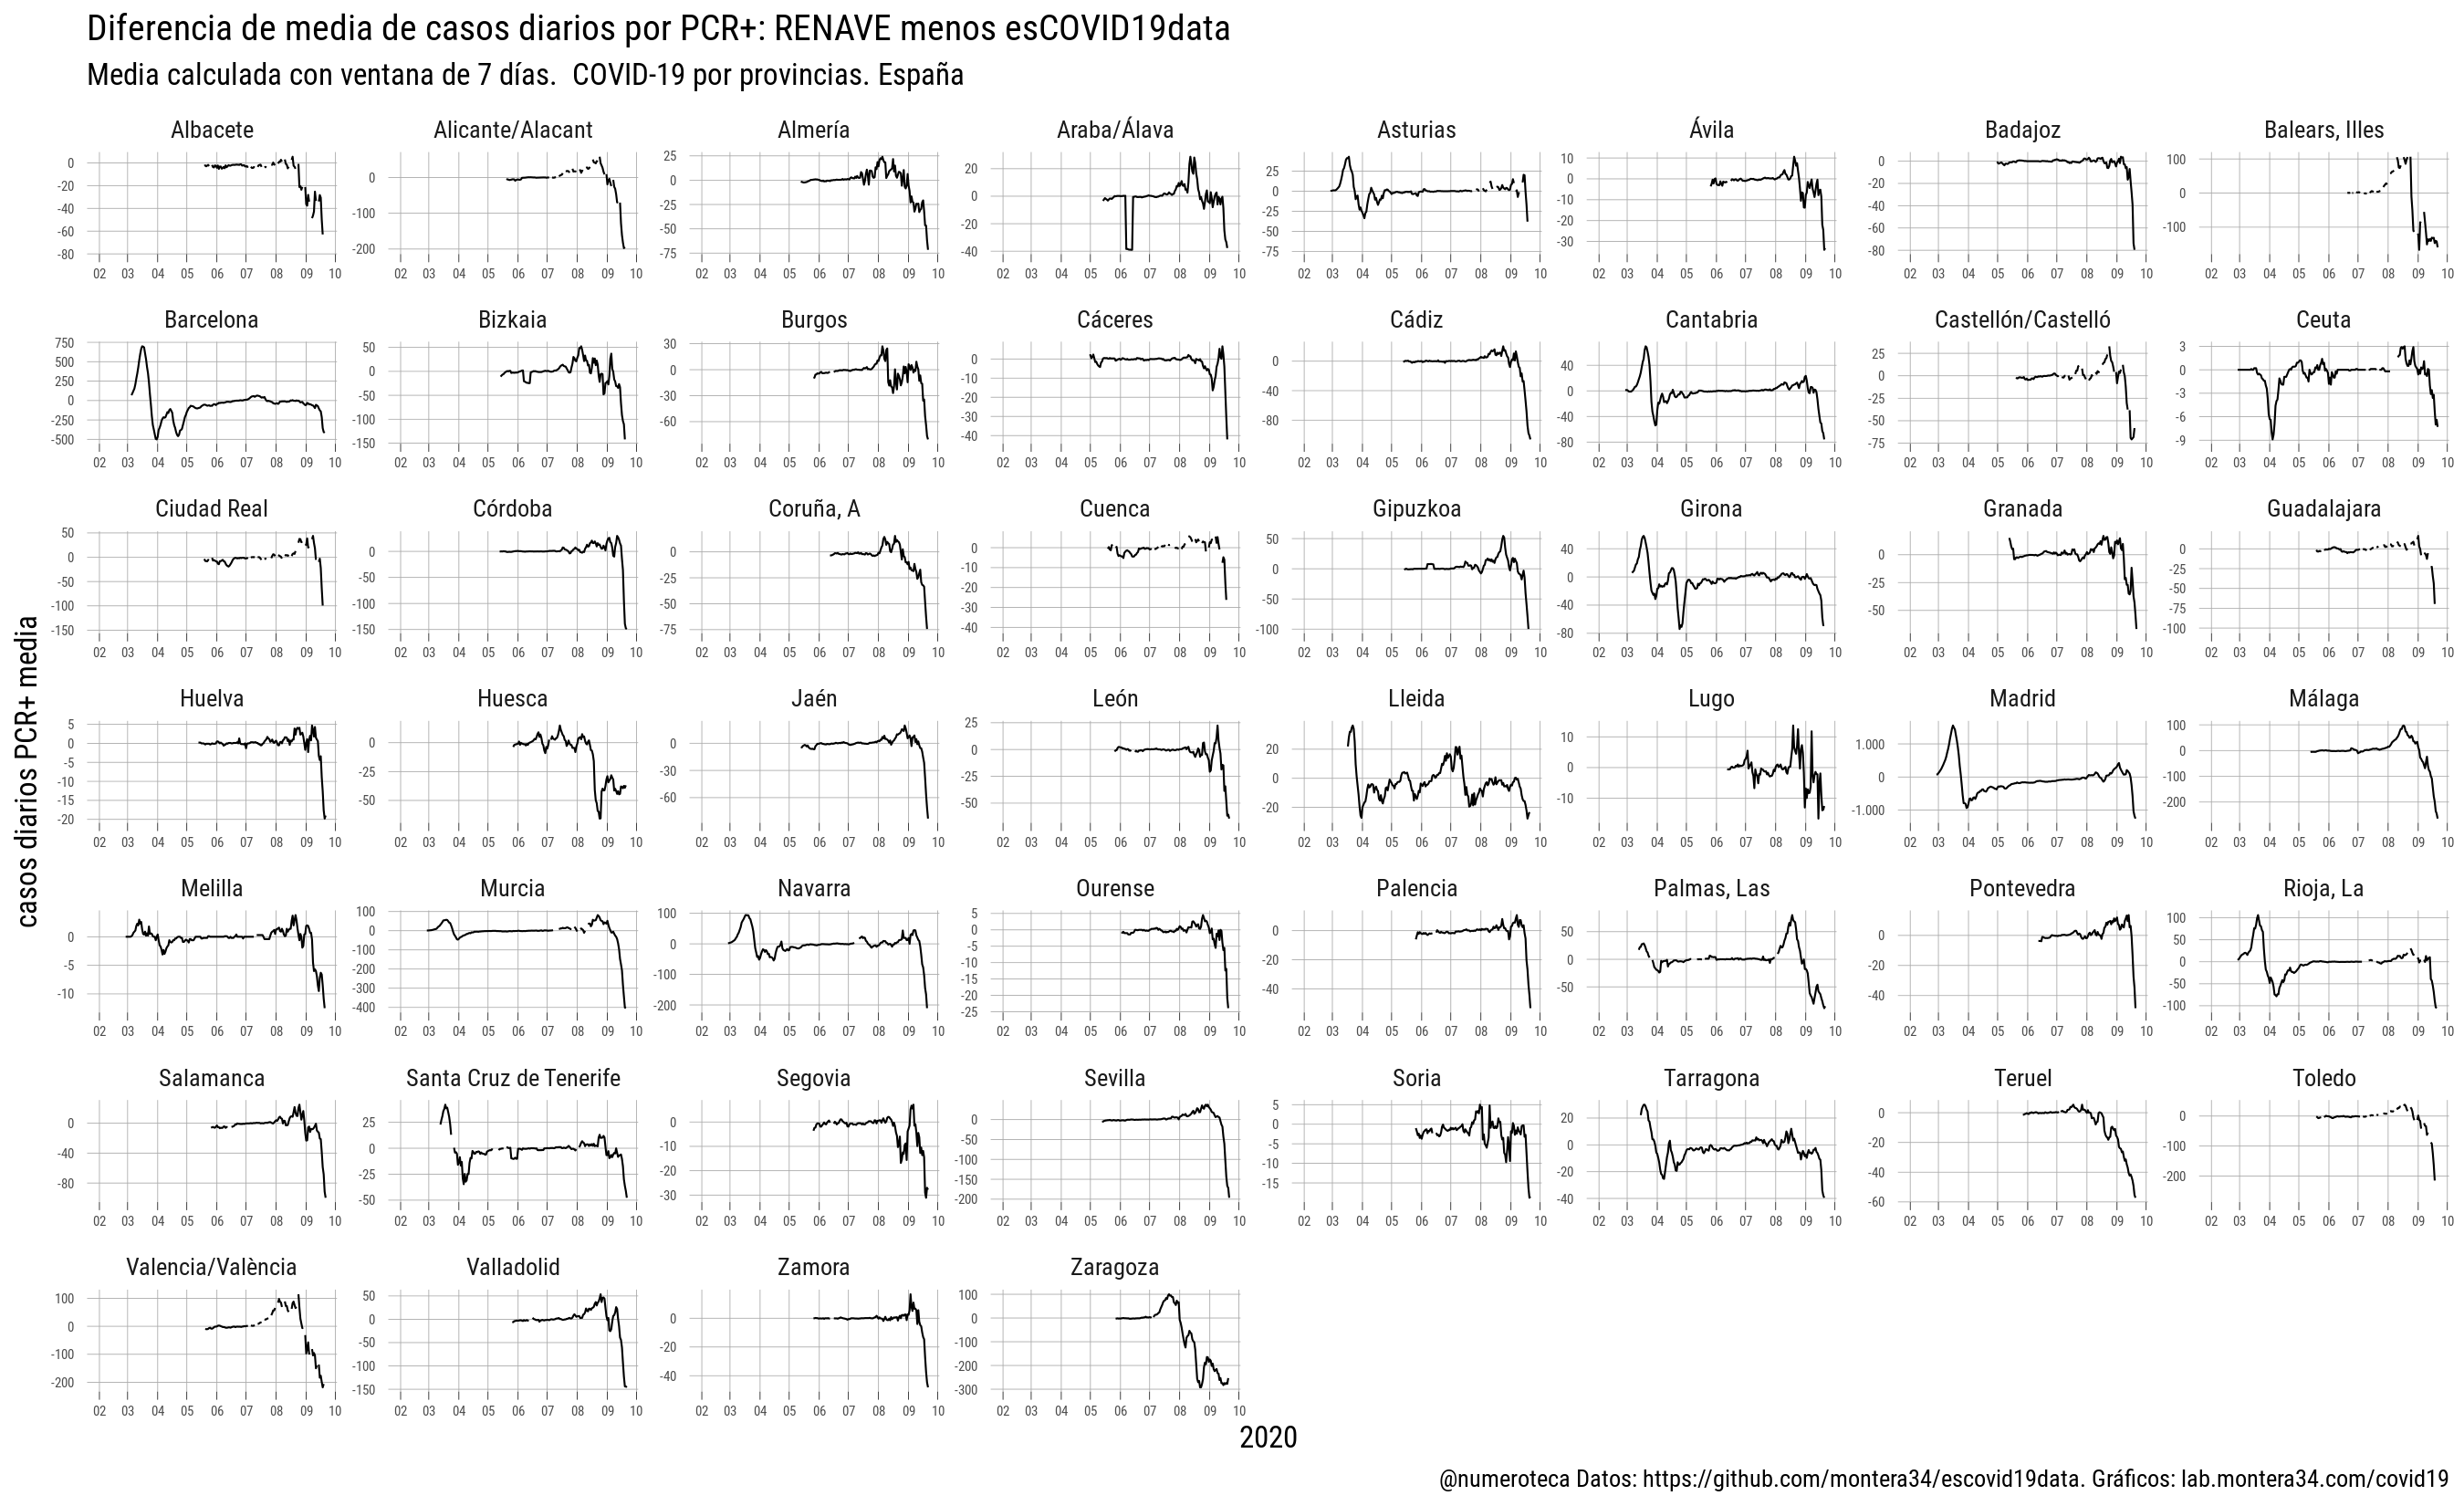 Diferencia de media de casos diarios por PCR+: RENAVE menos esCOVID19data
Media calculada con ventana de 7 días. COVID-19 por provincias. España
casos diarios PCR+ media
Albacete
0
-20
-40
-60
-80
02 03 04 05 06 07 08 09 10
Alicante/Alacant
0
-100
-200
02 03 04 05 06 07 08 09 10
Almería
25
0
-25
-50
-75
02 03 04 05 06 07 08 09 10
Araba/Álava
20
0
-20
-40
02 03 04 05 06 07 08 09 10
Asturias
25
0
-25
-50
-75
02 03 04 05 06 07 08 09 10
Ávila
10
0
-10
-20
-30
02 03 04 05 06 07 08 09 10
Badajoz
0
-20
-40
-60
-80
02 03 04 05 06 07 08 09 10
Balears, Illes
100
0
-100
02 03 04 05 06 07 08 09 10
Barcelona
750
500
250
0
-250
-500
02 03 04 05 06 07 08 09 10
Bizkaia
50
0
-50
-100
-150
02 03 04 05 06 07 08 09 10
Burgos
30
0
-30
-60
02 03 04 05 06 07 08 09 10
Cáceres
0
-10
-20
-30
-40
02 03 04 05 06 07 08 09 10
Cádiz
0
-40
-80
02 03 04 05 06 07 08 09 10
Cantabria
40
0
-40
-80
02 03 04 05 06 07 08 09 10
Castellón/Castelló
25
0
-25
-50
-75
02 03 04 05 06 07 08 09 10
Ceuta
3
0
-3
-6
-9
02 03 04 05 06 07 08 09 10
Ciudad Real
50
0
-50
-100
-150
02 03 04 05 06 07 08 09 10
Córdoba
0
-50
-100
-150
02 03 04 05 06 07 08 09 10
Coruña, A
0
-25
-50
-75
02 03 04 05 06 07 08 09 10
Cuenca
0
-10
-20
-30
-40
02 03 04 05 06 07 08 09 10
Gipuzkoa
50
0
-50
-100
02 03 04 05 06 07 08 09 10
Girona
40
0
-40
-80
02 03 04 05 06 07 08 09 10
Granada
0
-25
-50
02 03 04 05 06 07 08 09 10
Guadalajara
0
-25
-50
-75
-100
02 03 04 05 06 07 08 09 10
Huelva
5
0
-5
-10
-15
-20
02 03 04 05 06 07 08 09 10
Huesca
0
-25
-50
02 03 04 05 06 07 08 09 10
Jaén
0
-30
-60
02 03 04 05 06 07 08 09 10
León
25
0
-25
-50
02 03 04 05 06 07 08 09 10
Lleida
20
0
-20
02 03 04 05 06 07 08 09 10
Lugo
10
0
-10
02 03 04 05 06 07 08 09 10
Madrid
1.000
0
-1.000
02 03 04 05 06 07 08 09 10
Málaga
100
0
-100
-200
02 03 04 05 06 07 08 09 10
Melilla
0
-5
-10
02 03 04 05 06 07 08 09 10
Murcia
100
0
-100
-200
-300
-400
02 03 04 05 06 07 08 09 10
Navarra
100
0
-100
-200
02 03 04 05 06 07 08 09 10
Ourense
5
0
-5
-10
-15
-20
-25
02 03 04 05 06 07 08 09 10
Palencia
0
-20
-40
02 03 04 05 06 07 08 09 10
Palmas, Las
50
0
-50
02 03 04 05 06 07 08 09 10
Pontevedra
0
-20
-40
02 03 04 05 06 07 08 09 10
Rioja, La
100
50
0
-50
-100
02 03 04 05 06 07 08 09 10
Salamanca
0
-40
-80
02 03 04 05 06 07 08 09 10
Santa Cruz de Tenerife
25
0
-25
-50
02 03 04 05 06 07 08 09 10
Segovia
0
-10
-20
-30
02 03 04 05 06 07 08 09 10
Sevilla
0
-50
-100
-150
-200
02 03 04 05 06 07 08 09 10
Soria
5
0
-5
-10
-15
02 03 04 05 06 07 08 09 10
Tarragona
20
0
-20
-40
02 03 04 05 06 07 08 09 10
Teruel
0
-20
-40
-60
02 03 04 05 06 07 08 09 10
Toledo
0
-100
-200
02 03 04 05 06 07 08 09 10
Valencia/València
100
0
-100
-200
02 03 04 05 06 07 08 09 10
Valladolid
50
0
-50
-100
-150
02 03 04 05 06 07 08 09 10
Zamora
0
-20
-40
02 03 04 05 06 07 08 09 10
Zaragoza
100
0
-100
-200
-300
02 03 04 05 06 07 08 09 10
2020
@numeroteca Datos: https://github.com/montera34/escovid19data. Gráficos: lab.montera34.com/covid19